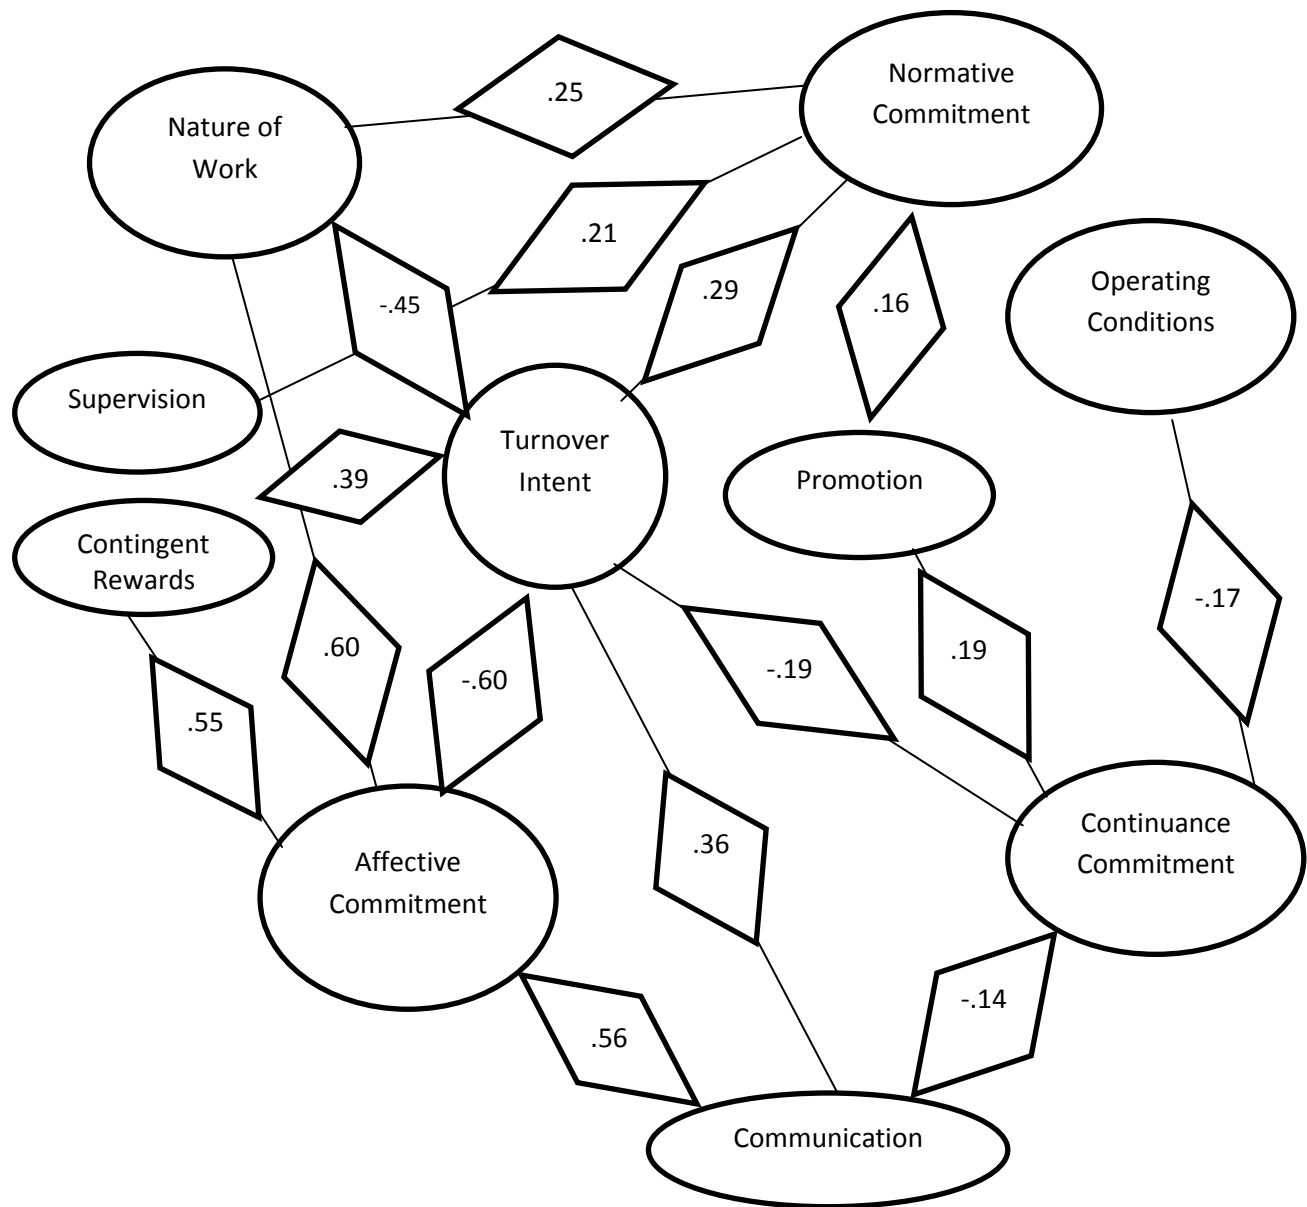 Normative
Commitment
.25
Nature of
Work
.21
Operating
Conditions
.29
.16
-.45
Supervision
Turnover
Intent
.39
Promotion
Contingent
Rewards
-.17
.60
-.60
-.19
.19
.55
Continuance
Commitment
.36
Affective
Commitment
-.14
.56
Communication